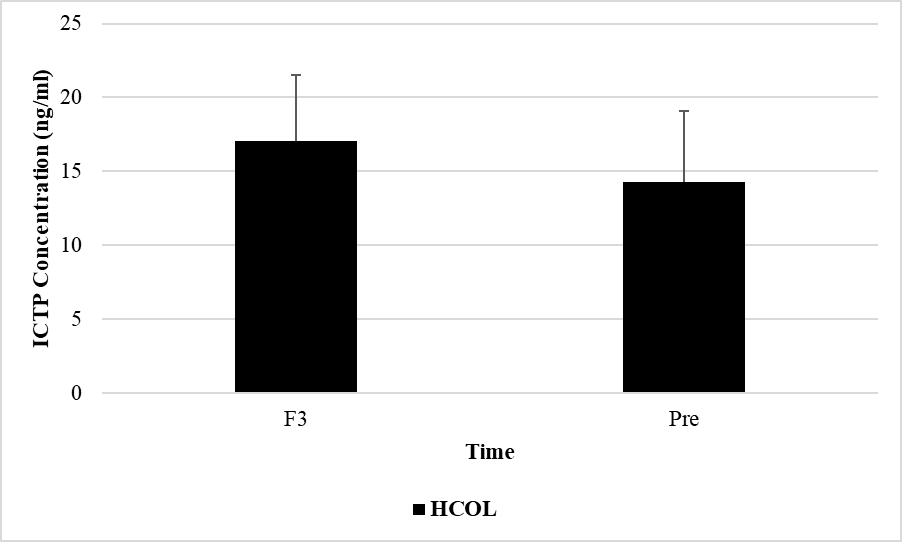 25
20
15
10
5
0
ICTP Concentration (ng/ml)
F3
Pre
Time
HCOL